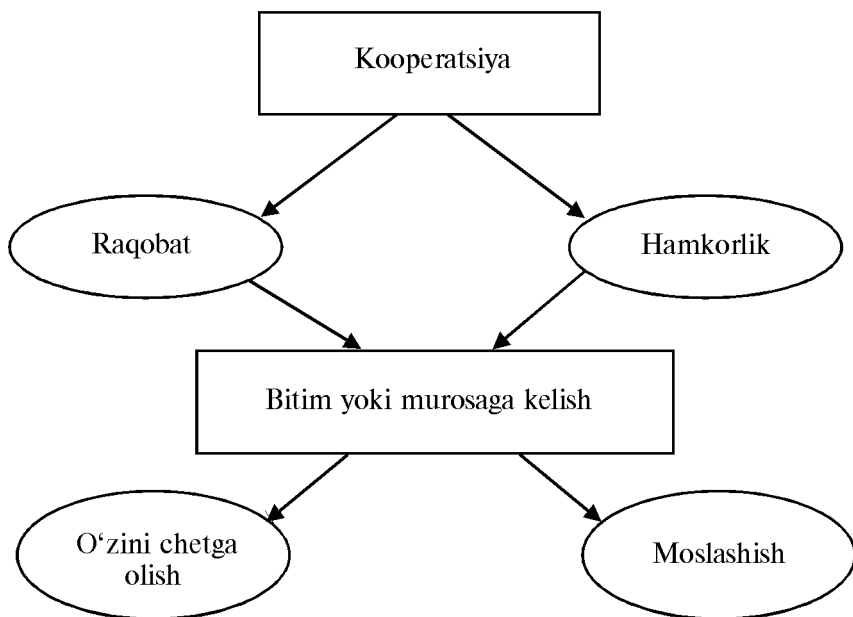 Kooperatsiya
Raqobat
Hamkorlik
Bitim yoki murosaga kelish
O‘zini chetga
olish
Moslashish